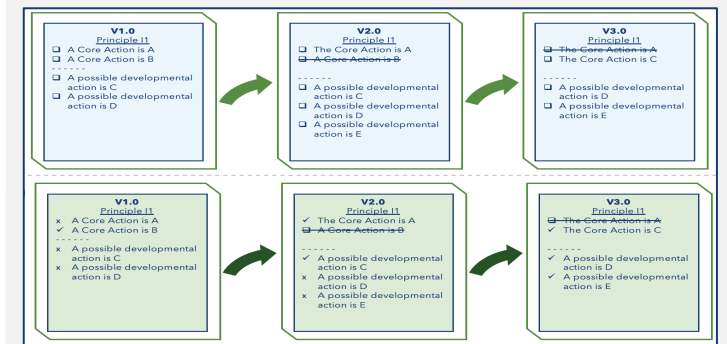 V1.0
Principle I1
❑ A Core Action is A
❑ A Core Action is B
------
❑ A possible developmental
action is C
❑ A possible developmental
action is D
V2.0
Principle I1
❑ The Core Action is A
❑ A Core Action is B
------
❑ A possible developmental
action is C
❑ A possible developmental
action is D
❑ A possible developmental
action is E
V3.0
Principle I1
❑ The Core Action is A
❑ The Core Action is C
------
❑ A possible developmental
action is D
❑ A possible developmental
action is E
V1.0
Principle I1
× A Core Action is A
✓ A Core Action is B
------
× A possible developmental
action is C
× A possible developmental
action is D
V2.0
Principle I1
✓ The Core Action is A
❑ A Core Action is B
------
✓ A possible developmental
action is C
× A possible developmental
action is D
× A possible developmental
action is E
V3.0
Principle I1
❑ The Core Action is A
✓ The Core Action is C
------
✓ A possible developmental
action is D
✓ A possible developmental
action is E